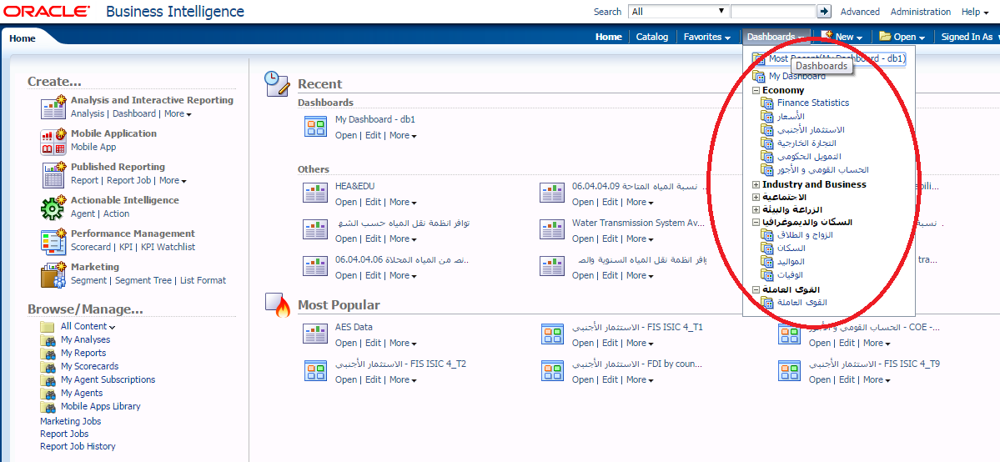 ORACLE Business Intelligence
Search All Advanced Administration Help
Home
Home Catalog Favorites Dashboards New Open Signed In As
Create...
Analysis and Interactive Reporting
Analysis | Dashboard | More
Mobile Application
Mobile App
Published Reporting
Report | Report Job | More
Actionable Intelligence
Agent | Action
Performance Management
Scorecard | KPI | KPI Watchlist
Marketing
Segment | Segment Tree | List Format
Browse/Manage...
All Content
My Analyses
My Reports
My Scorecards
My Agent Subscriptions
My Agents
Mobile Apps Library
Marketing Jobs
Report Jobs
Report Job History
Recent
Dashboards
My Dashboard - db1
Open | Edit | More
Others
HEA&EDU
Open | Edit | More
06.04.04.09 نسبة المياه المتاحة ...
Open | Edit | More
توافر انظمة نقل المياه حسب الشه
Open | Edit | More
Water Transmission System Av...
Open | Edit | More
نسبة ...
06.04.04.06 نص من المياه المحلاة...
Open | Edit | More
وافر انظمة نقل المياه السنوية والص
Open | Edit | More
tra...
Most Popular
AES Data
Open | Edit | More
الاستثمار الأجنبي - FIS ISIC 4_T1
Open | Edit | More
الحساب القومي و الأجور - COE -...
Open | Edit | More
الاستثمار الأجنبي - FIS ISIC 4_T2
Open | Edit | More
الاستثمار الأجنبي - FDI by coun...
Open | Edit | More
الاستثمار الأجنبي - FIS ISIC 4_T9
Open | Edit | More
Most Recent(My Dashboard - db1)
Dashboards
My Dashboard
Economy
Finance Statistics
الأسعار
الاستثمار الأجنبي
التجارة الخارجية
التمويل الحكومي
الحساب القومي و الأجور
Industry and Business
الاجتماعية
الزراعة والبيئة
السكان والديموغرافيا
الزواج و الطلاق
السكان
المواليد
الوفيات
القوى العاملة
القوى العاملة